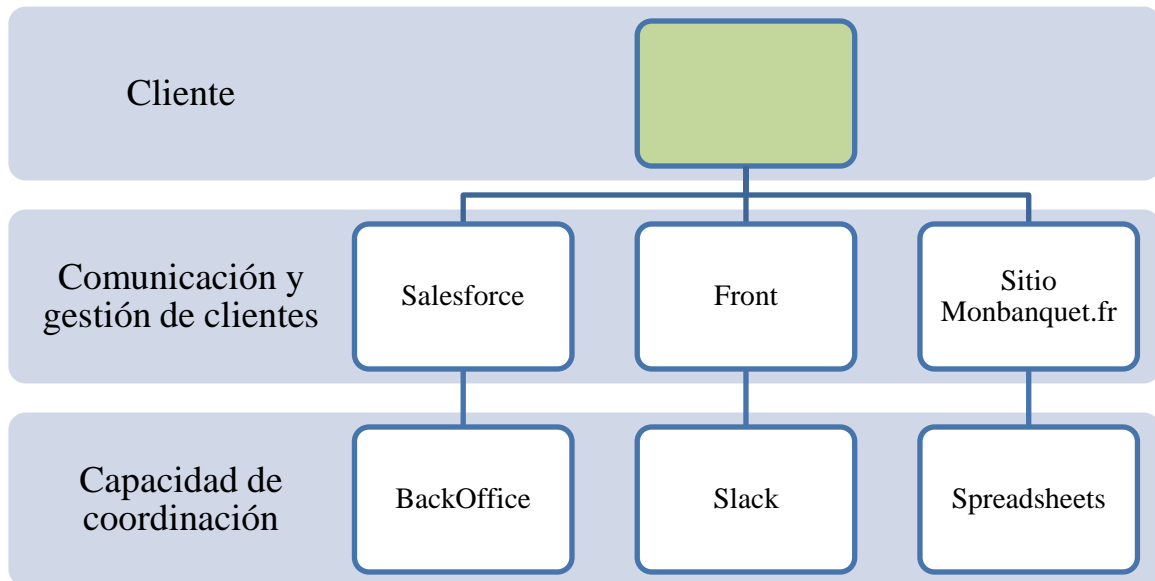 Cliente
Comunicación y
gestión de clientes
Salesforce
Front
Sitio
Monbanquet.fr
Capacidad de
coordinación
BackOffice
Slack
Spreadsheets